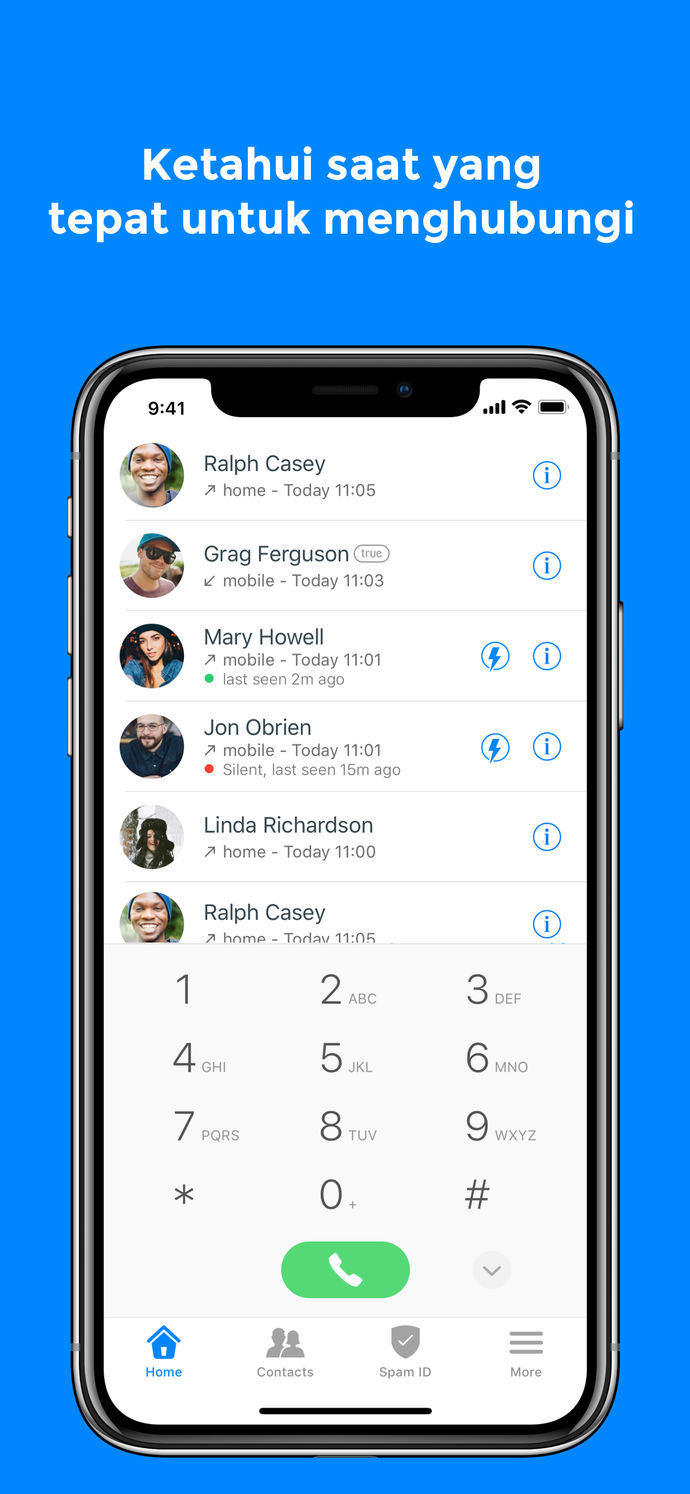 Ketahui saat yang
tepat untuk menghubungi
9:41
Ralph Casey
home - Today 11:05
Grag Ferguson true
mobile - Today 11:03
Mary Howell
mobile - Today 11:01
last seen 2m ago
Jon Obrien
mobile - Today 11:01
Silent, last seen 15m ago
Linda Richardson
home - Today 11:00
Ralph Casey
home - Today 11:05
1 2 ABC 3 DEF
4 GHI 5 JKL 6 MNO
7 PQRS 8 TUV 9 WXYZ
* 0 + #
Home Contacts Spam ID More